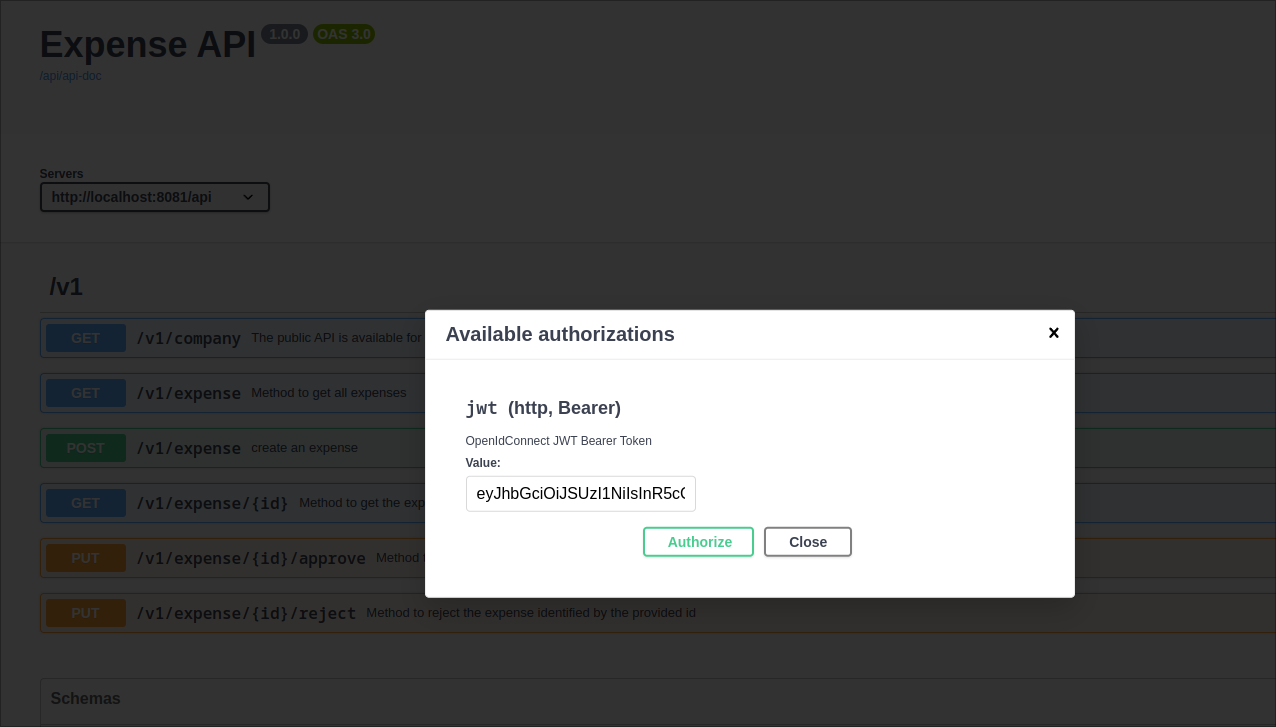 Expense API 1.0.0 OAS 3.0
/api/api-doc
Servers
http://localhost:8081/api
/v1
GET /v1/company The public API is available for
GET /v1/expense Method to get all expenses
POST /v1/expense create an expense
GET /v1/expense/{id} Method to get the exp
PUT /v1/expense/{id}/approve Method
PUT /v1/expense/{id}/reject Method to reject the expense identified by the provided id
Schemas
Available authorizations
jwt (http, Bearer)
OpenIdConnect JWT Bearer Token
Value:
eyJhbGciOiJSUzI1NiIsInR5cC
Authorize Close